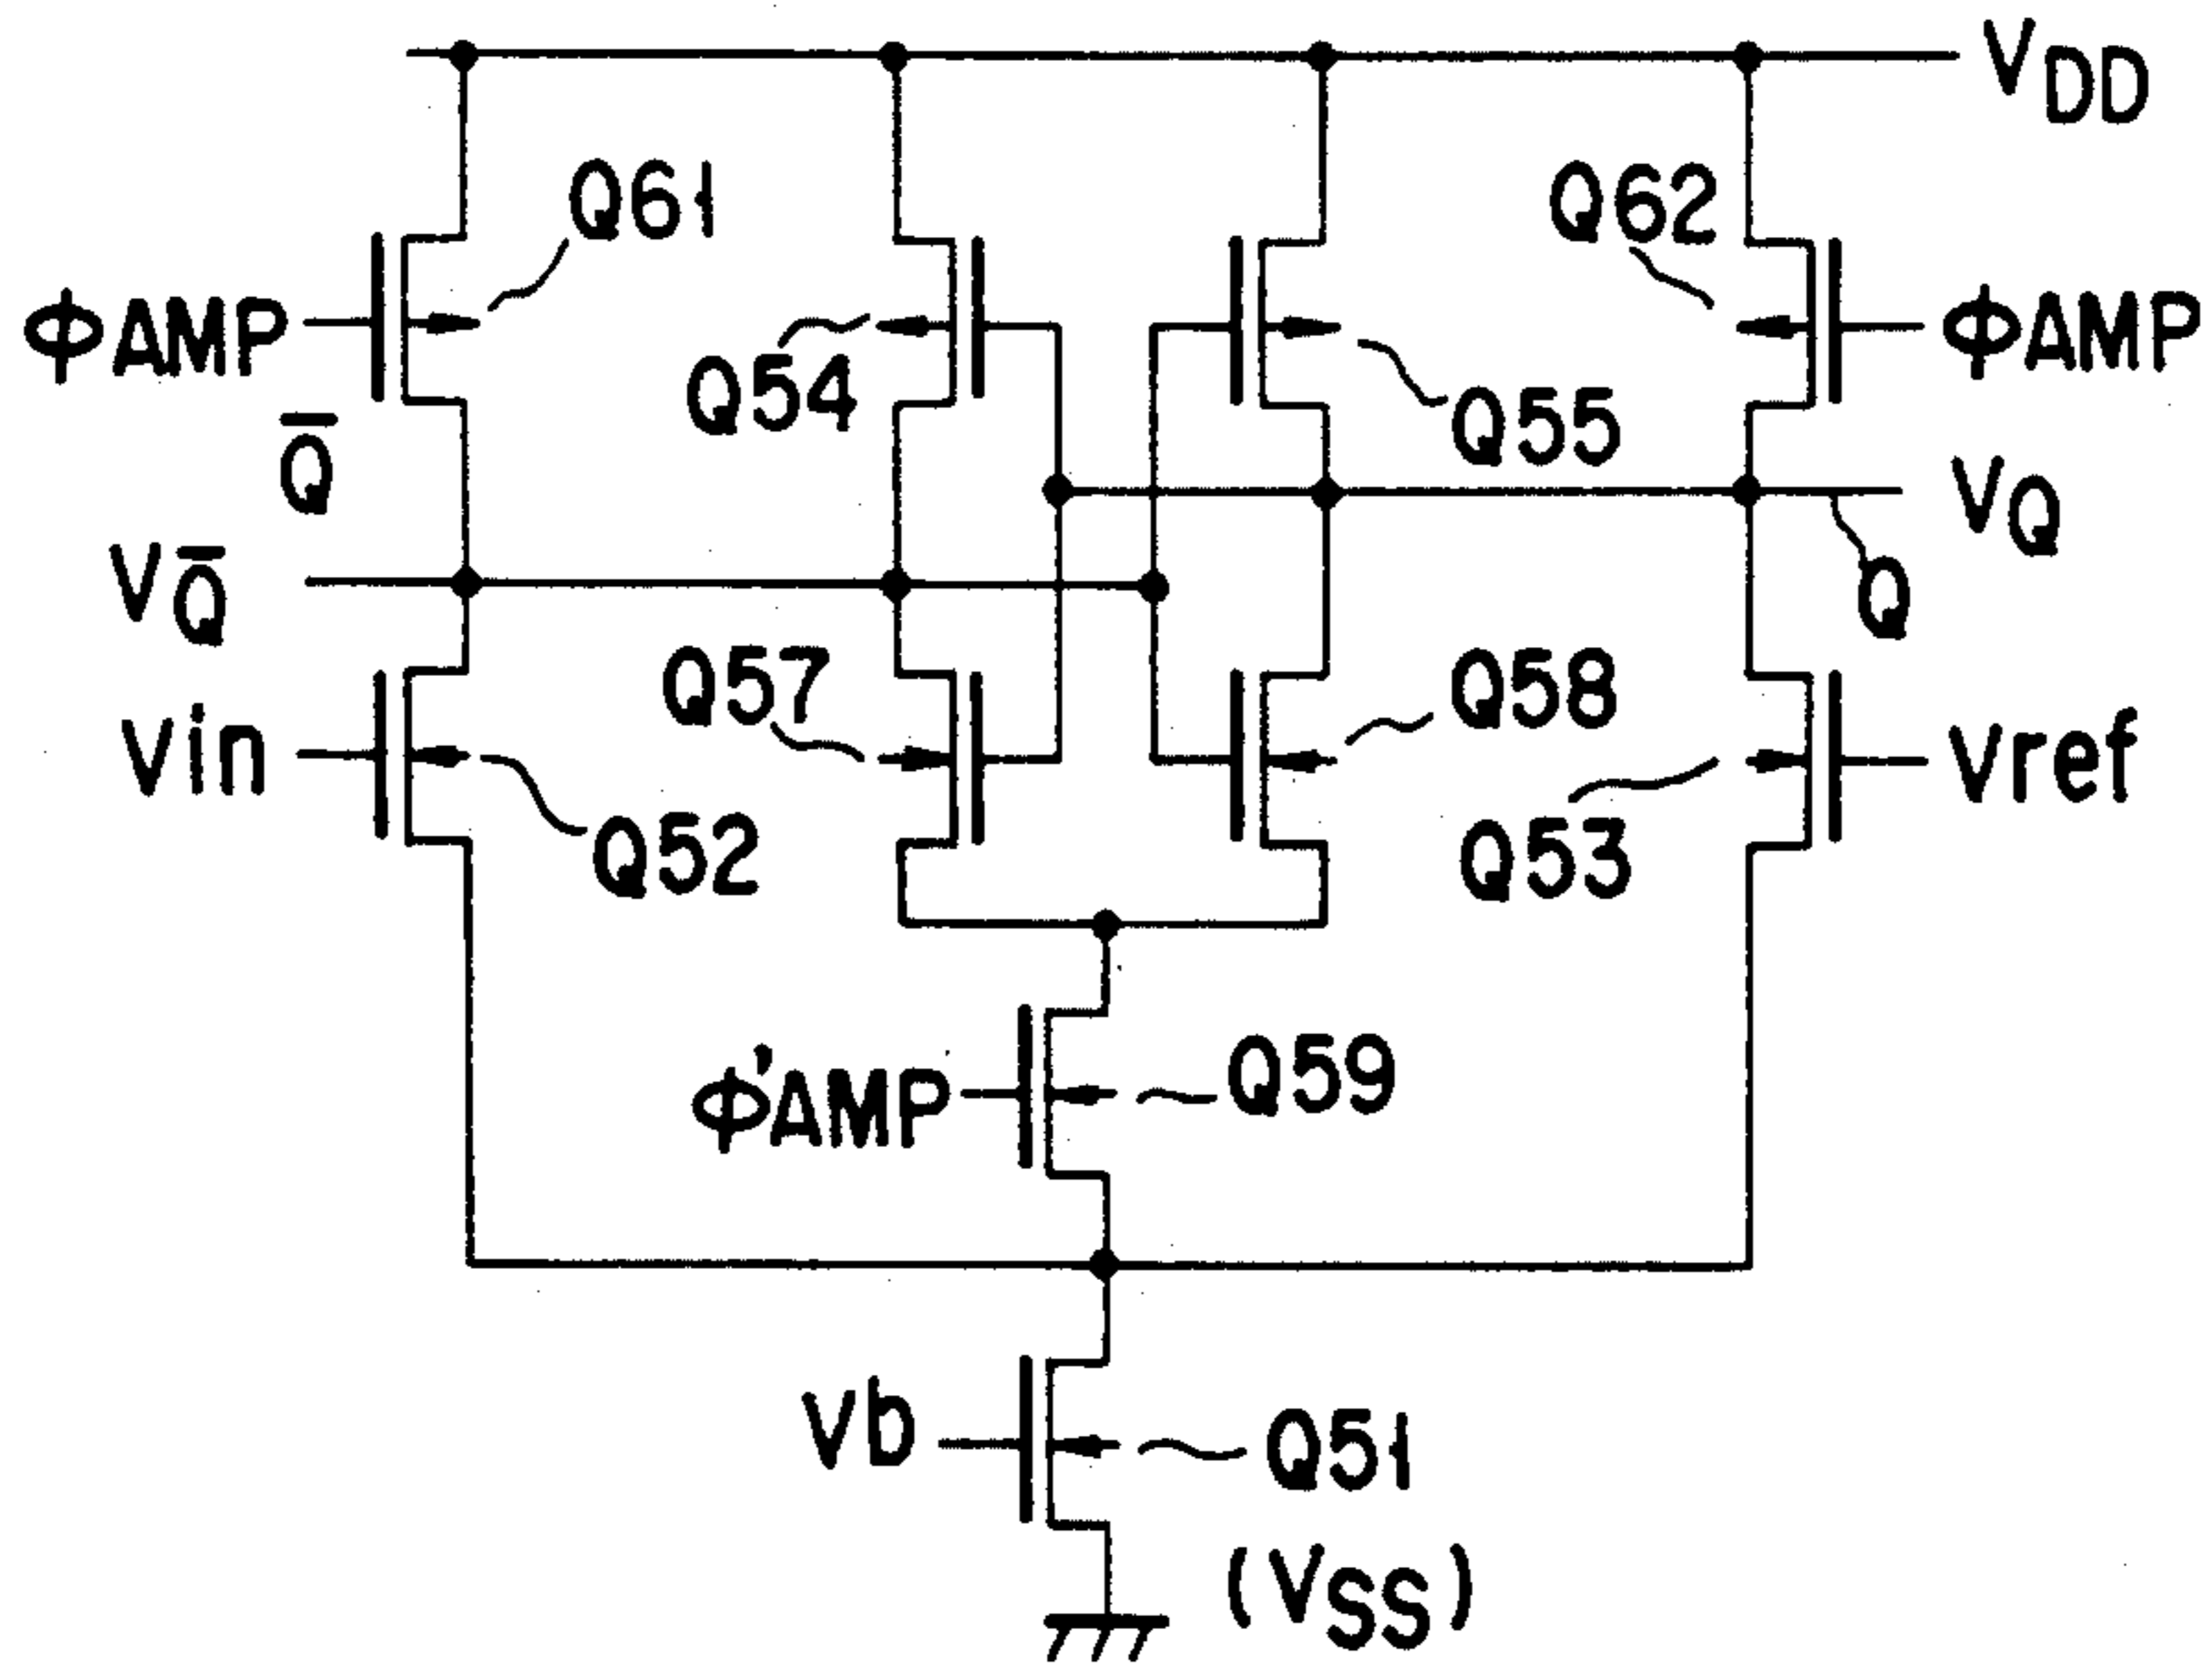 VDD
Q61
Q62
ΦAMP
Q54
Q55
ΦAMP
Q̅
VQ
VQ̅
Q
Q57
Q58
Vin
Vref
Q52
Q53
Φ'AMP
Q59
Vb
Q51
(VSS)